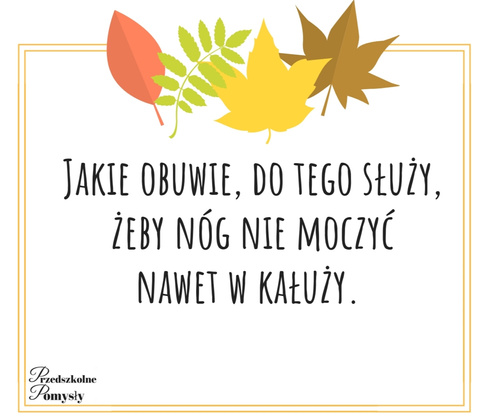 Jakie obuwie, do tego służy,
żeby nóg nie moczyć
nawet w kałuży.
Przedszkolne
Pomysły